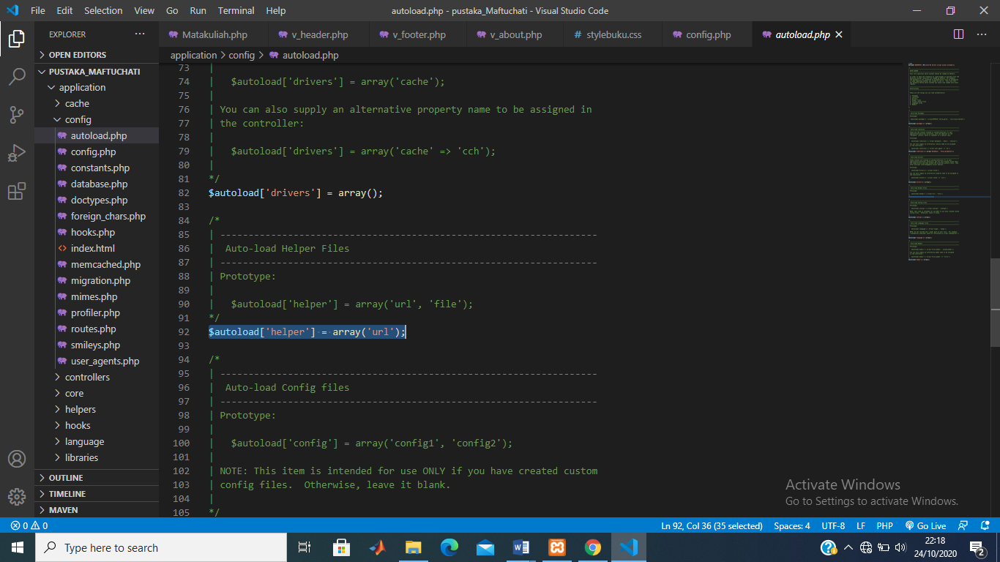 File Edit Selection View Go Run Terminal Help
autoload.php - pustaka_Maftuchati - Visual Studio Code
EXPLORER
Matakuliah.php
v_header.php
v_footer.php
v_about.php
# stylebuku.css
config.php
autoload.php
OPEN EDITORS
PUSTAKA_MAFTUCHATI
application
cache
config
autoload.php
config.php
constants.php
database.php
doctypes.php
foreign_chars.php
hooks.php
index.html
memcached.php
migration.php
mimes.php
profiler.php
routes.php
smileys.php
user_agents.php
controllers
core
helpers
hooks
language
libraries
OUTLINE
TIMELINE
MAVEN
application > config > autoload.php
73 |
74 | $autoload['drivers'] = array('cache');
75 |
76 | You can also supply an alternative property name to be assigned in
77 | the controller:
78 |
79 | $autoload['drivers'] = array('cache' => 'cch');
80 |
81 */
82 $autoload['drivers'] = array();
83
84 /*
85 | -------------------------------------------------------------------
86 | Auto-load Helper Files
87 | -------------------------------------------------------------------
88 | Prototype:
89 |
90 | $autoload['helper'] = array('url', 'file');
91 */
92 $autoload['helper'] = array('url');
93
94 /*
95 | -------------------------------------------------------------------
96 | Auto-load Config files
97 | -------------------------------------------------------------------
98 | Prototype:
99 |
100 | $autoload['config'] = array('config1', 'config2');
101 |
102 | NOTE: This item is intended for use ONLY if you have created custom
103 | config files. Otherwise, leave it blank.
104 |
105 */
Activate Windows
Go to Settings to activate Windows.
0 0
Ln 92, Col 36 (35 selected) Spaces: 4 UTF-8 LF PHP Go Live
Type here to search
22:18
24/10/2020
2